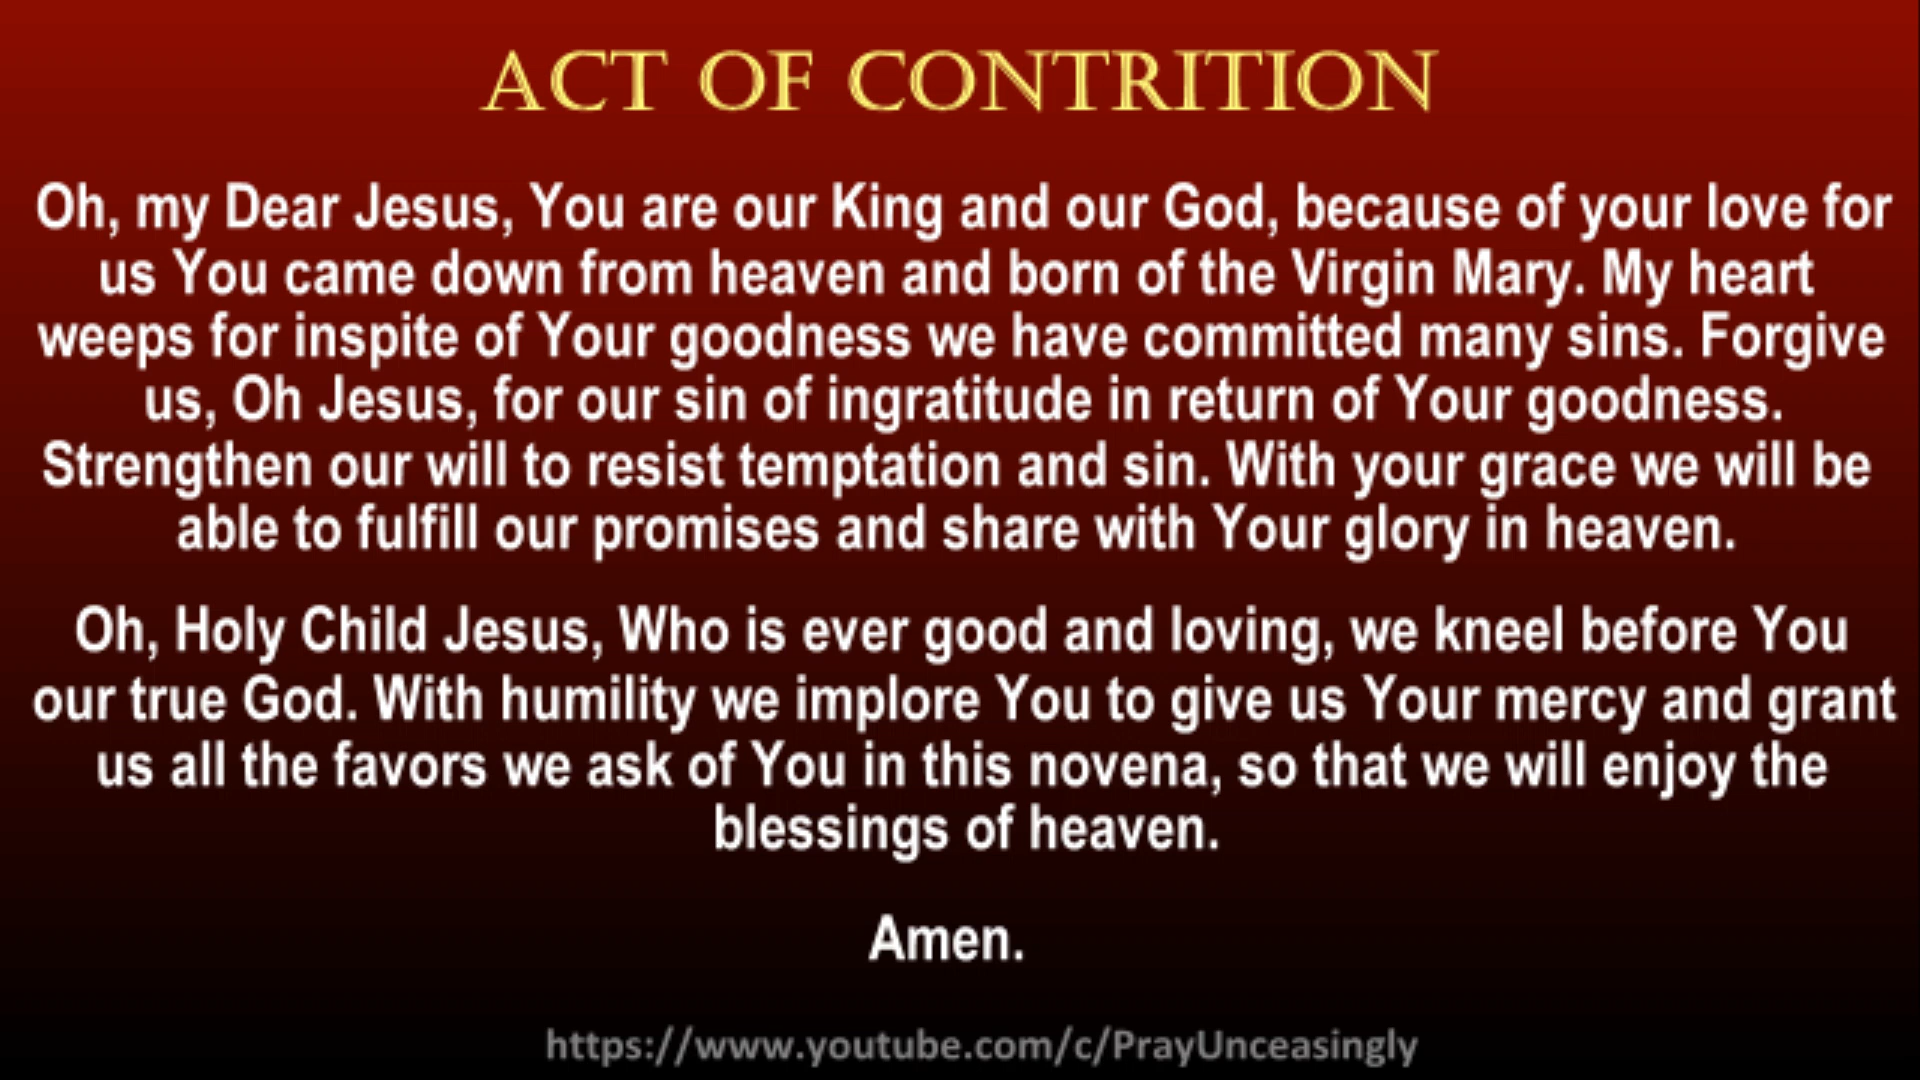 ACT OF CONTRITION
Oh, my Dear Jesus, You are our King and our God, because of your love for
us You came down from heaven and born of the Virgin Mary. My heart
weeps for inspite of Your goodness we have committed many sins. Forgive
us, Oh Jesus, for our sin of ingratitude in return of Your goodness.
Strengthen our will to resist temptation and sin. With your grace we will be
able to fulfill our promises and share with Your glory in heaven.
Oh, Holy Child Jesus, Who is ever good and loving, we kneel before You
our true God. With humility we implore You to give us Your mercy and grant
us all the favors we ask of You in this novena, so that we will enjoy the
blessings of heaven.
Amen.
https://www.youtube.com/c/PrayUnceasingly